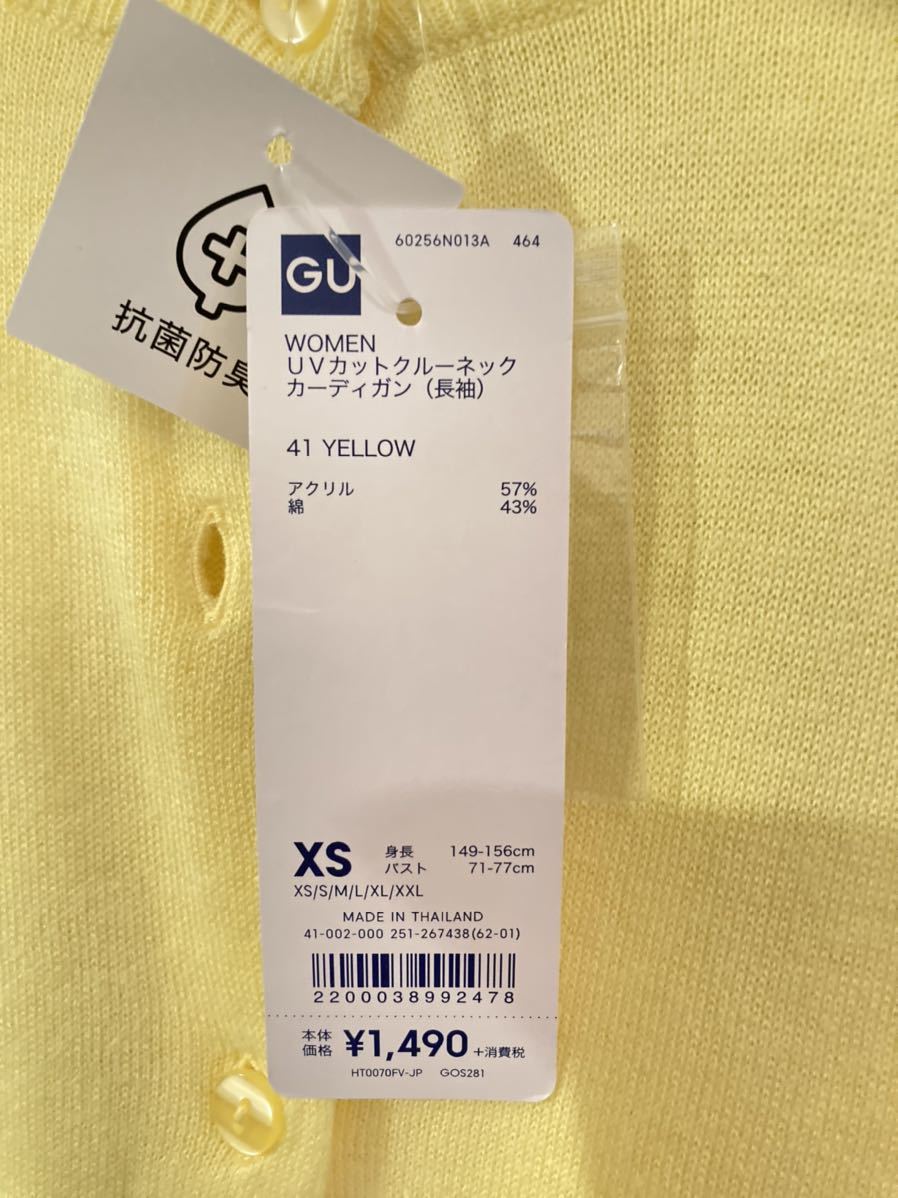 抗菌防臭
60256N013A 464
GU
WOMEN
UVカットクルーネック
カーディガン（長袖）
41 YELLOW
アクリル 57%
綿 43%
XS 身長 149-156cm
バスト 71-77cm
XS/S/M/L/XL/XXL
MADE IN THAILAND
41-002-000 251-267438(62-01)
2200038992478
本体
価格 ¥1,490 +消費税
HT0070FV-JP GOS281